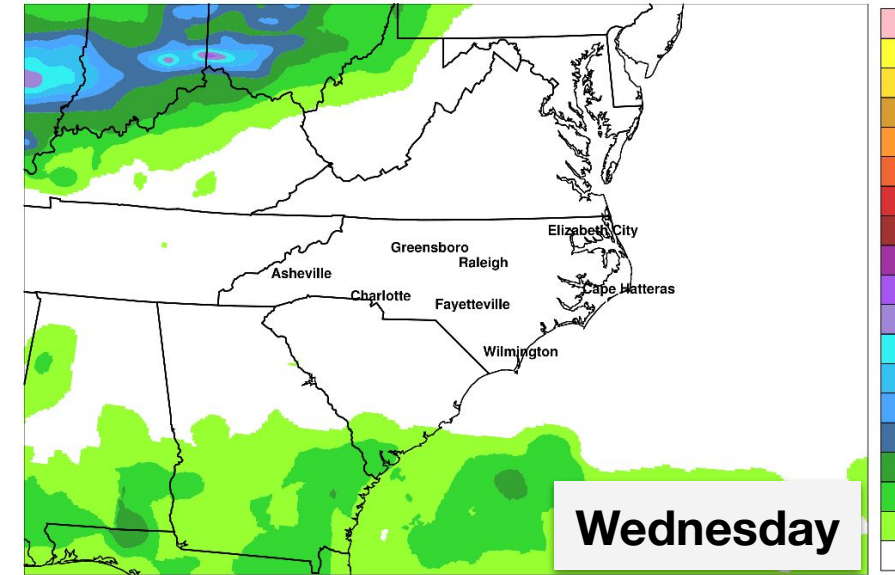 Elizabeth City
Greensboro
Raleigh
Asheville
Cape Hatteras
Charlotte
Fayetteville
Wilmington
Wednesday